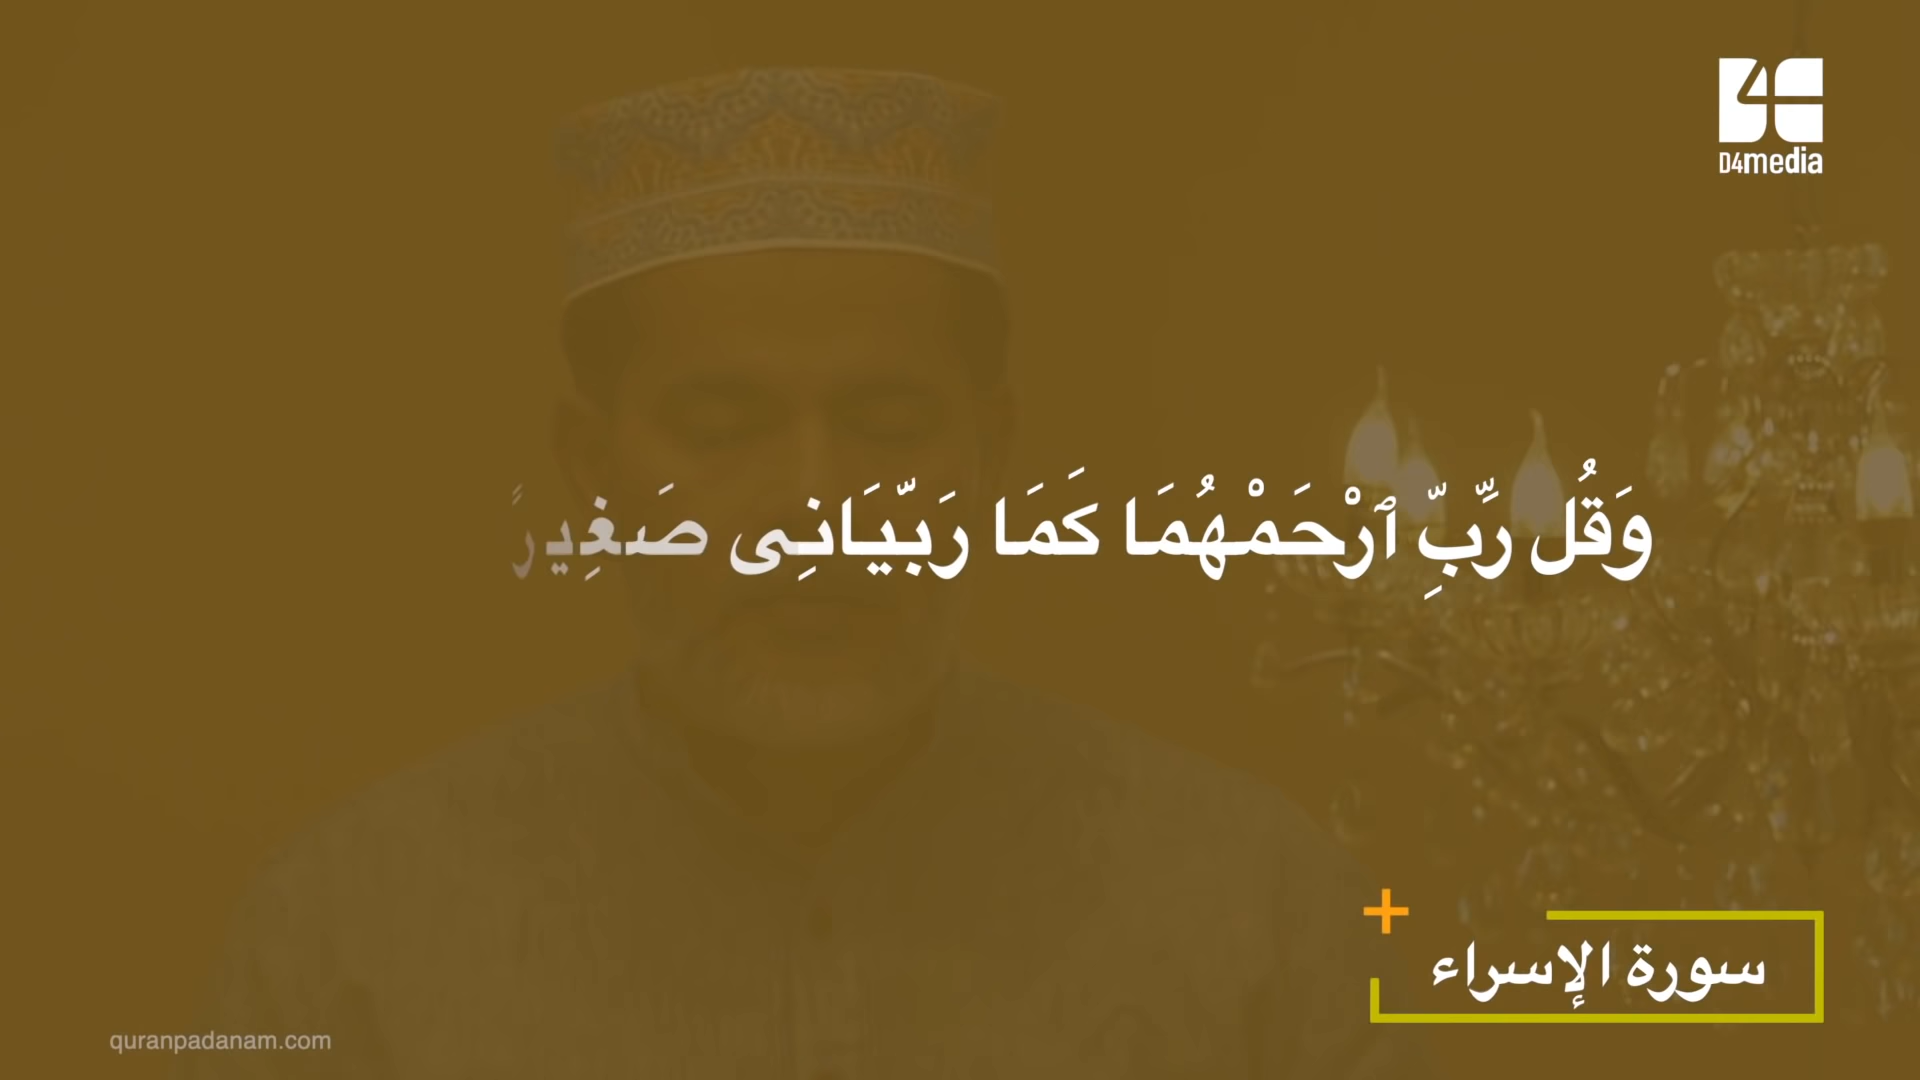 D4media
وَقُل رَّبِّ ٱرْحَمْهُمَا كَمَا رَبَّيَانِى صَغِيرً
سورة الإسراء
quranpadanam.com